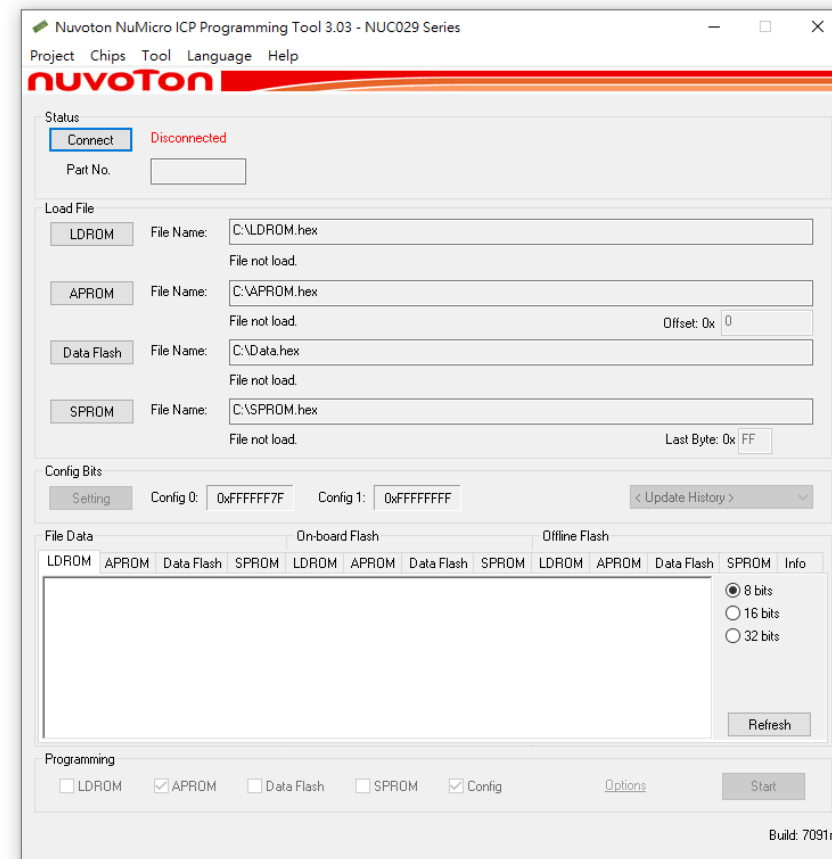 Nuvoton NuMicro ICP Programming Tool 3.03 - NUC029 Series
Project Chips Tool Language Help
nuvoTon
Status
Connect Disconnected
Part No.
Load File
LDROM File Name: C:\LDROM.hex
File not load.
APROM File Name: C:\APROM.hex
File not load. Offset: 0x 0
Data Flash File Name: C:\Data.hex
File not load.
SPROM File Name: C:\SPROM.hex
File not load. Last Byte: 0x FF
Config Bits
Setting Config 0: 0xFFFFFF7F Config 1: 0xFFFFFFFF < Update History >
File Data On-board Flash Offline Flash
LDROM APROM Data Flash SPROM LDROM APROM Data Flash SPROM LDROM APROM Data Flash SPROM Info
8 bits
16 bits
32 bits
Refresh
Programming
LDROM APROM Data Flash SPROM Config Options Start
Build: 7091